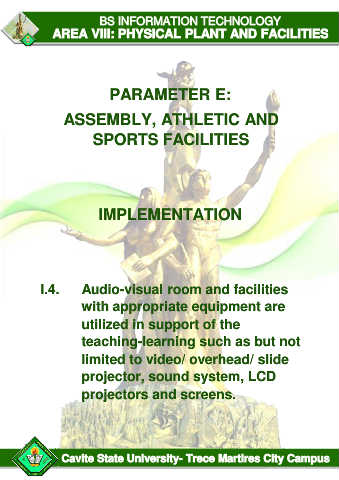 BS INFORMATION TECHNOLOGY
AREA VIII: PHYSICAL PLANT AND FACILITIES
PARAMETER E:
ASSEMBLY, ATHLETIC AND
SPORTS FACILITIES
IMPLEMENTATION
I.4. Audio-visual room and facilities
with appropriate equipment are
utilized in support of the
teaching-learning such as but not
limited to video/ overhead/ slide
projector, sound system, LCD
projectors and screens.
Cavite State University- Trece Martires City Campus